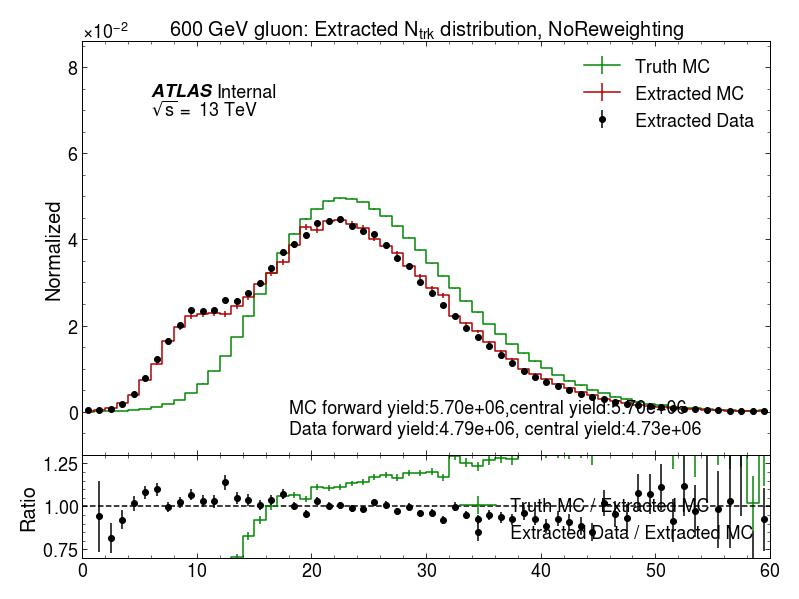 ×10⁻² 600 GeV gluon: Extracted N_trk distribution, NoReweighting
8
ATLAS Internal
√s = 13 TeV
Truth MC
Extracted MC
Extracted Data
6
Normalized
4
2
0
MC forward yield:5.70e+06,central yield:5.70e+06
Data forward yield:4.79e+06, central yield:4.73e+06
Ratio
1.25
1.00
0.75
Truth MC / Extracted MC
Extracted Data / Extracted MC
0 10 20 30 40 50 60